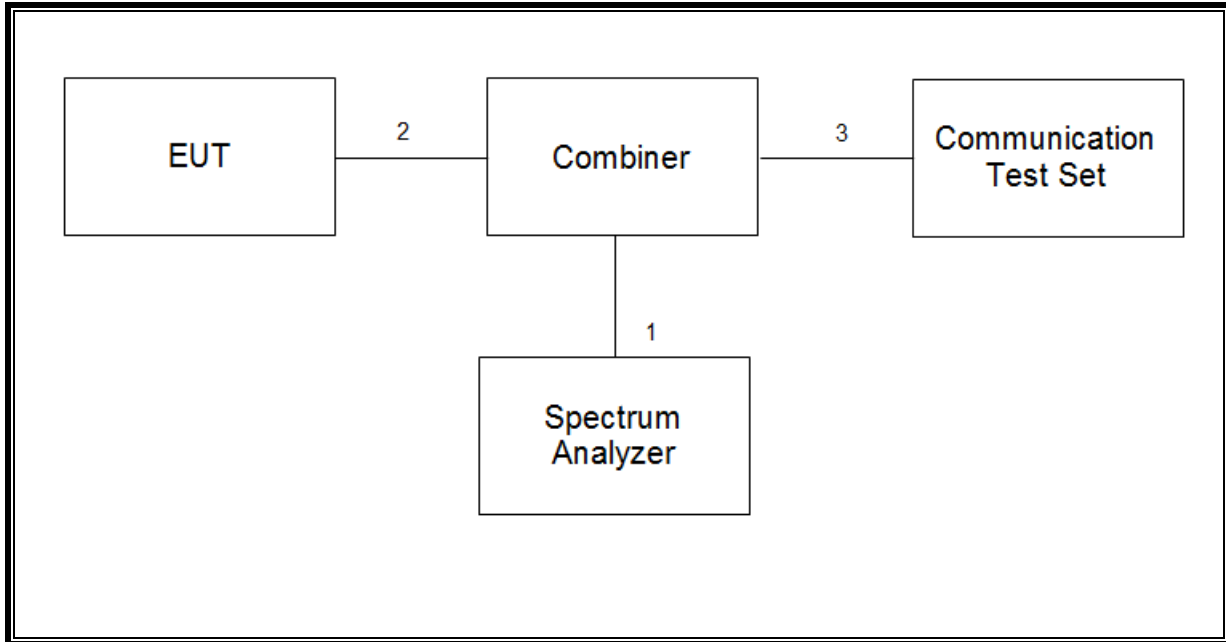 EUT
2
Combiner
3
Communication
Test Set
1
Spectrum
Analyzer